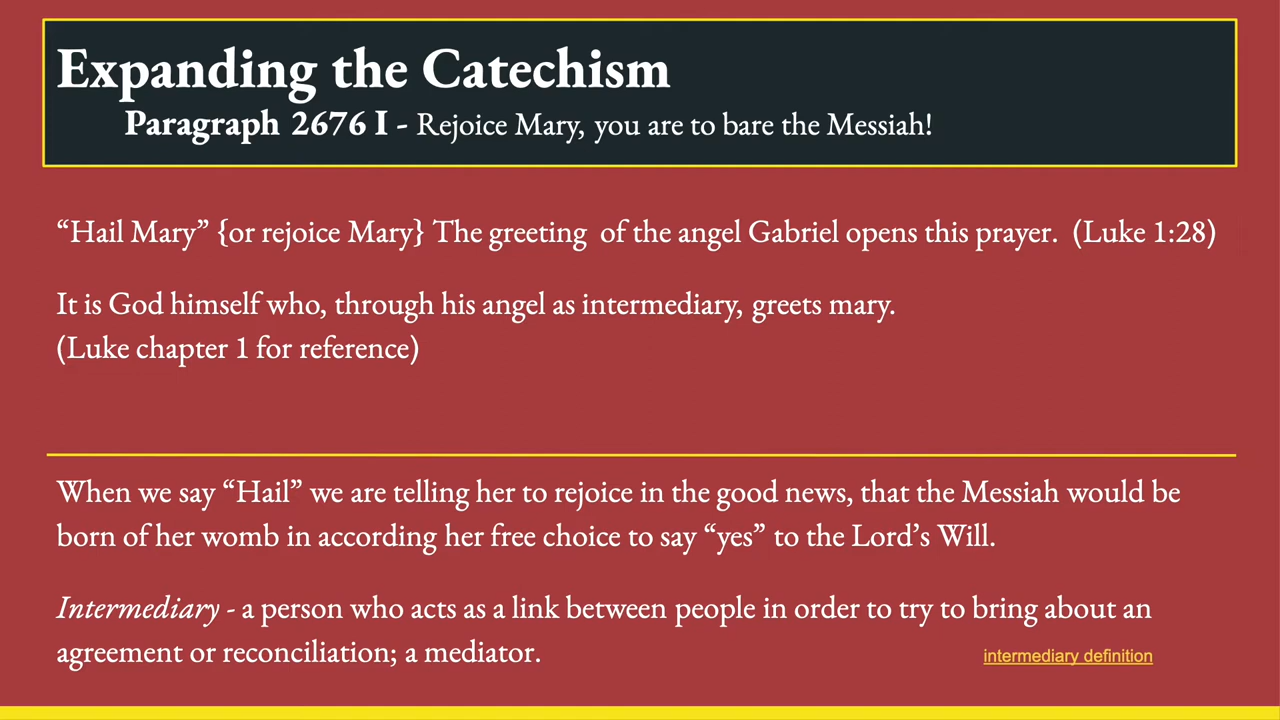 Expanding the Catechism
Paragraph 2676 I - Rejoice Mary, you are to bare the Messiah!
“Hail Mary” {or rejoice Mary} The greeting  of the angel Gabriel opens this prayer.  (Luke 1:28)
It is God himself who, through his angel as intermediary, greets mary.
(Luke chapter 1 for reference)
When we say “Hail” we are telling her to rejoice in the good news, that the Messiah would be
born of her womb in according her free choice to say “yes” to the Lord’s Will.
Intermediary - a person who acts as a link between people in order to try to bring about an
agreement or reconciliation; a mediator.
intermediary definition